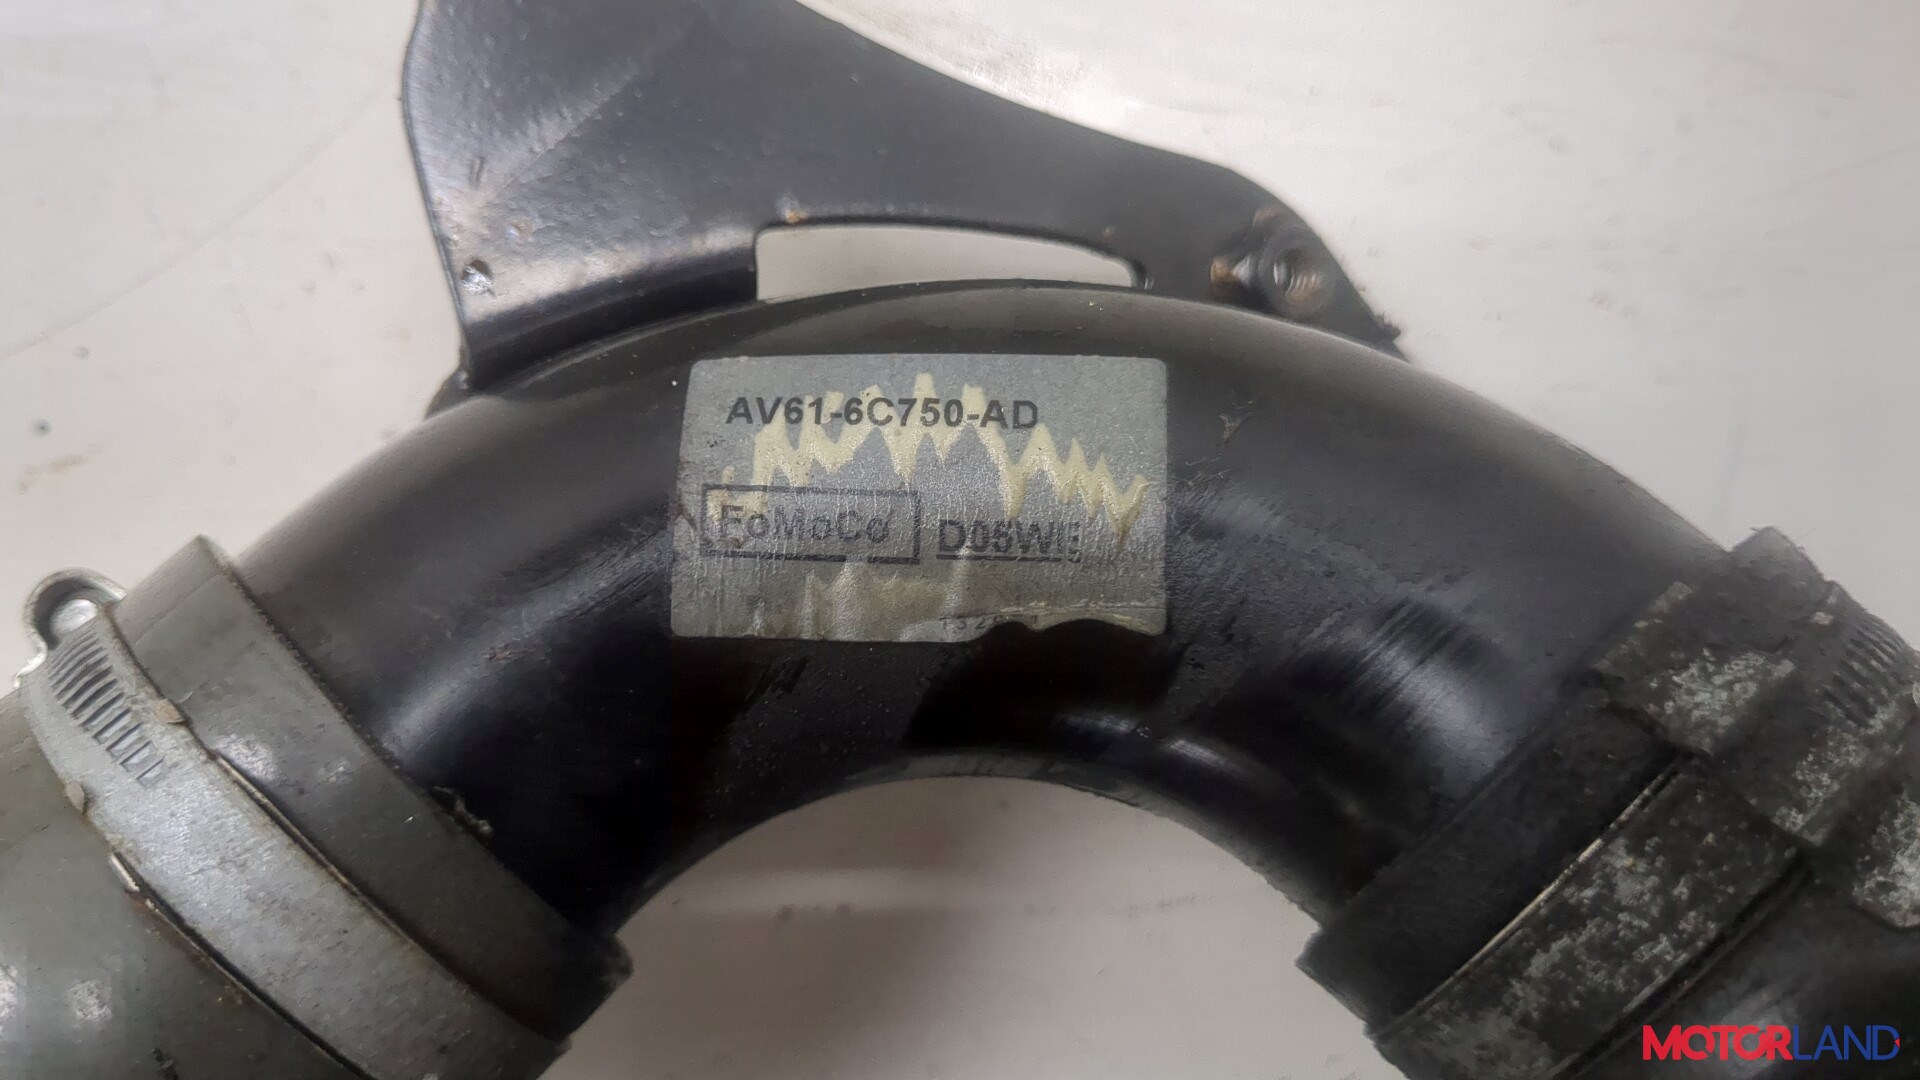 AV61-6C750-AD
FoMoCo D05WE
MOTORLAND